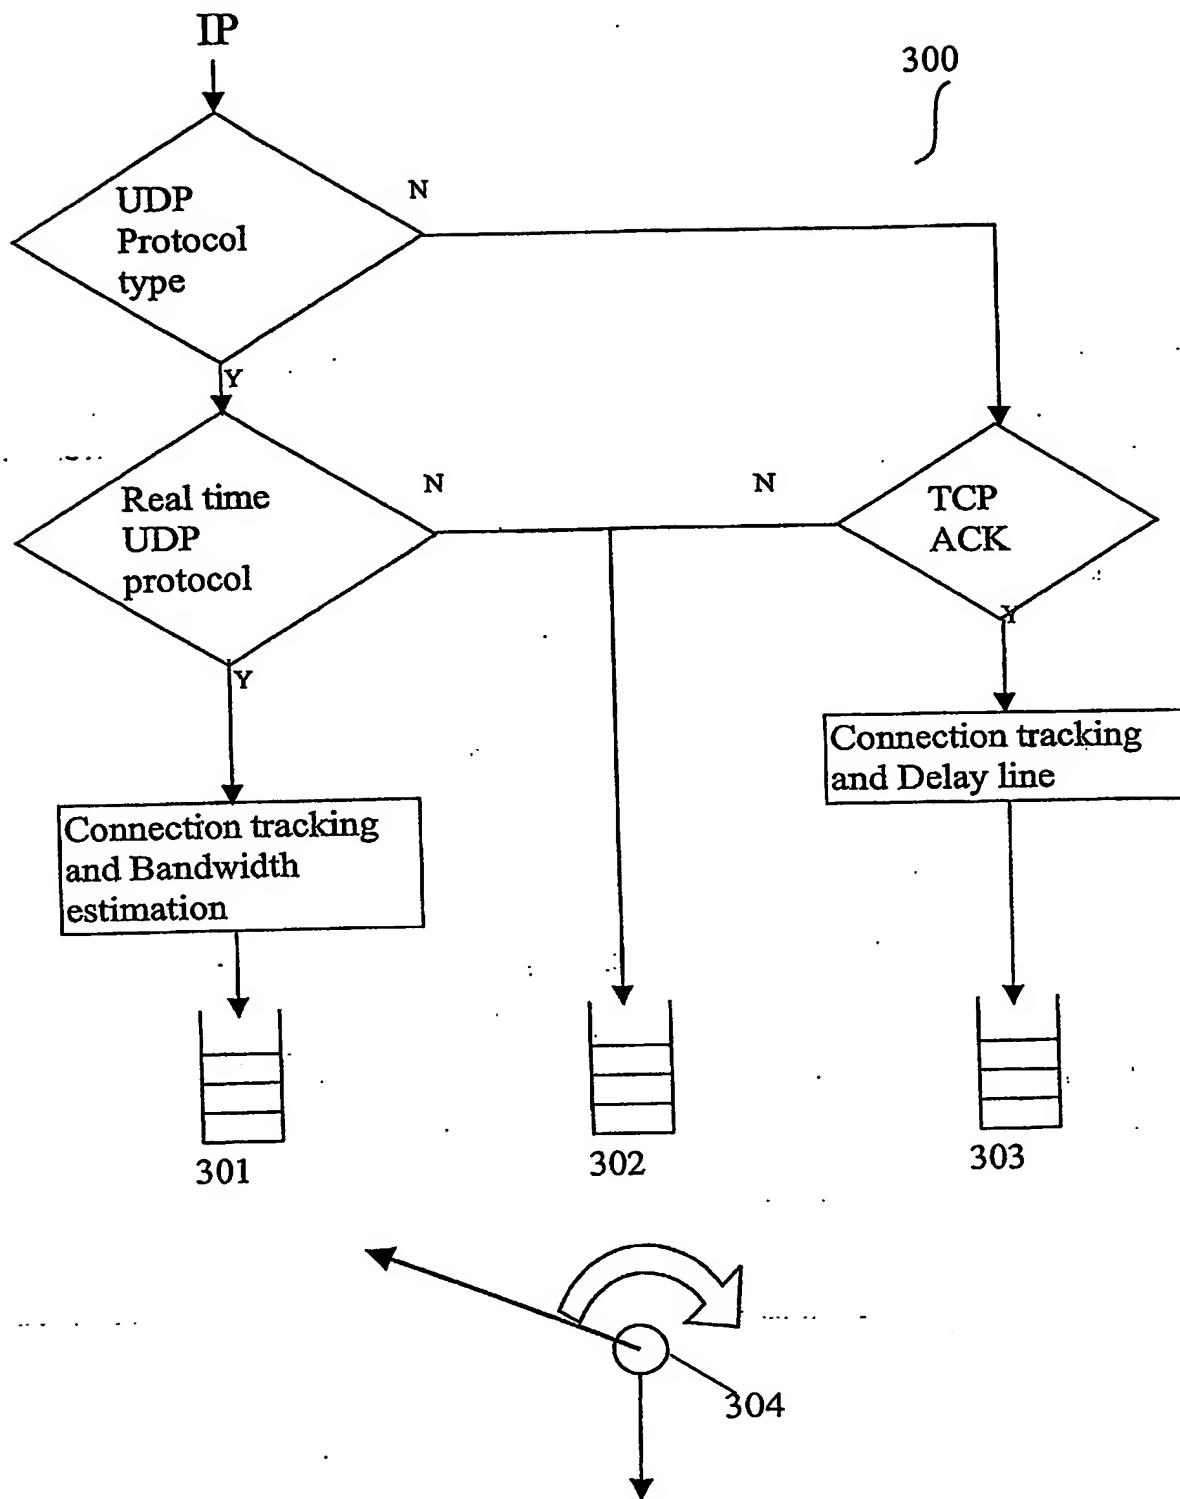 IP
300
UDP
Protocol
type
N
Y
Real time
UDP
protocol
N
N
TCP
ACK
Y
Y
Connection tracking
and Delay line
Connection tracking
and Bandwidth
estimation
301
302
303
304